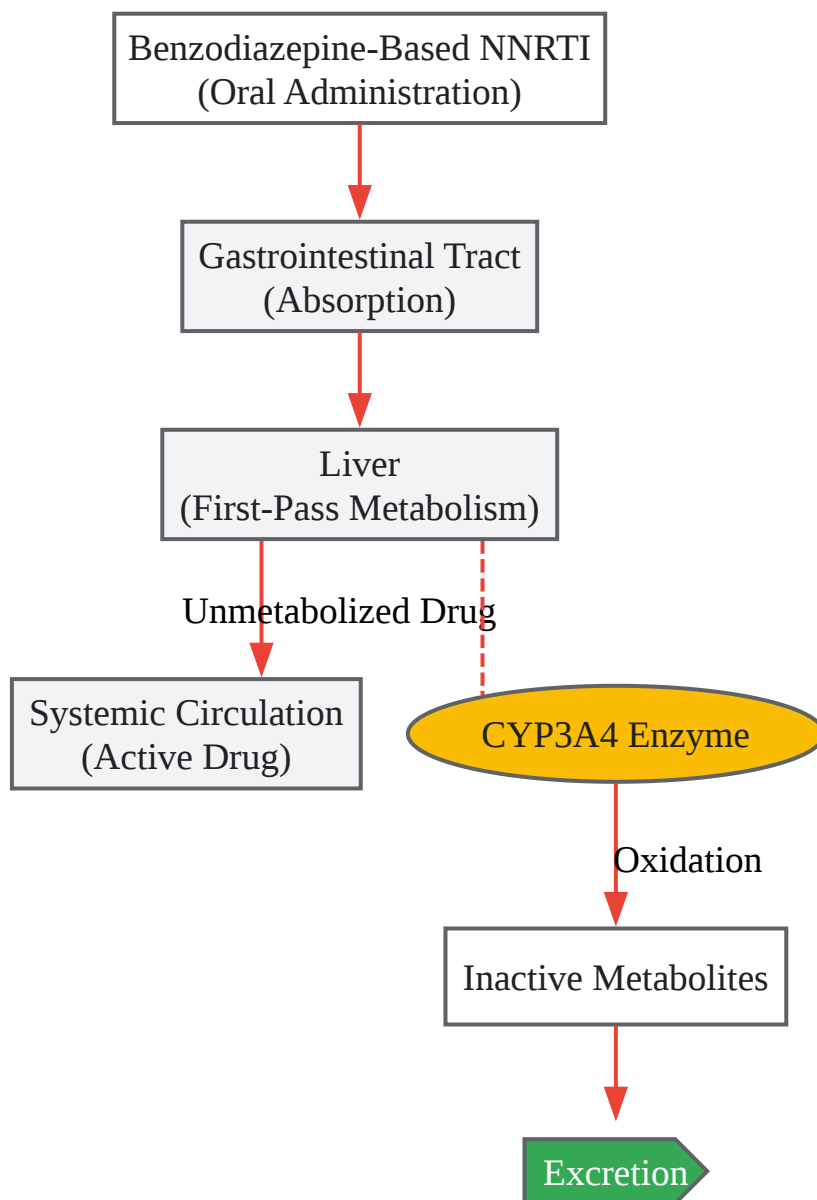 Benzodiazepine-Based NNRTI
(Oral Administration)
Gastrointestinal Tract
(Absorption)
Liver
(First-Pass Metabolism)
Unmetabolized Drug
Systemic Circulation
(Active Drug)
CYP3A4 Enzyme
Oxidation
Inactive Metabolites
Excretion